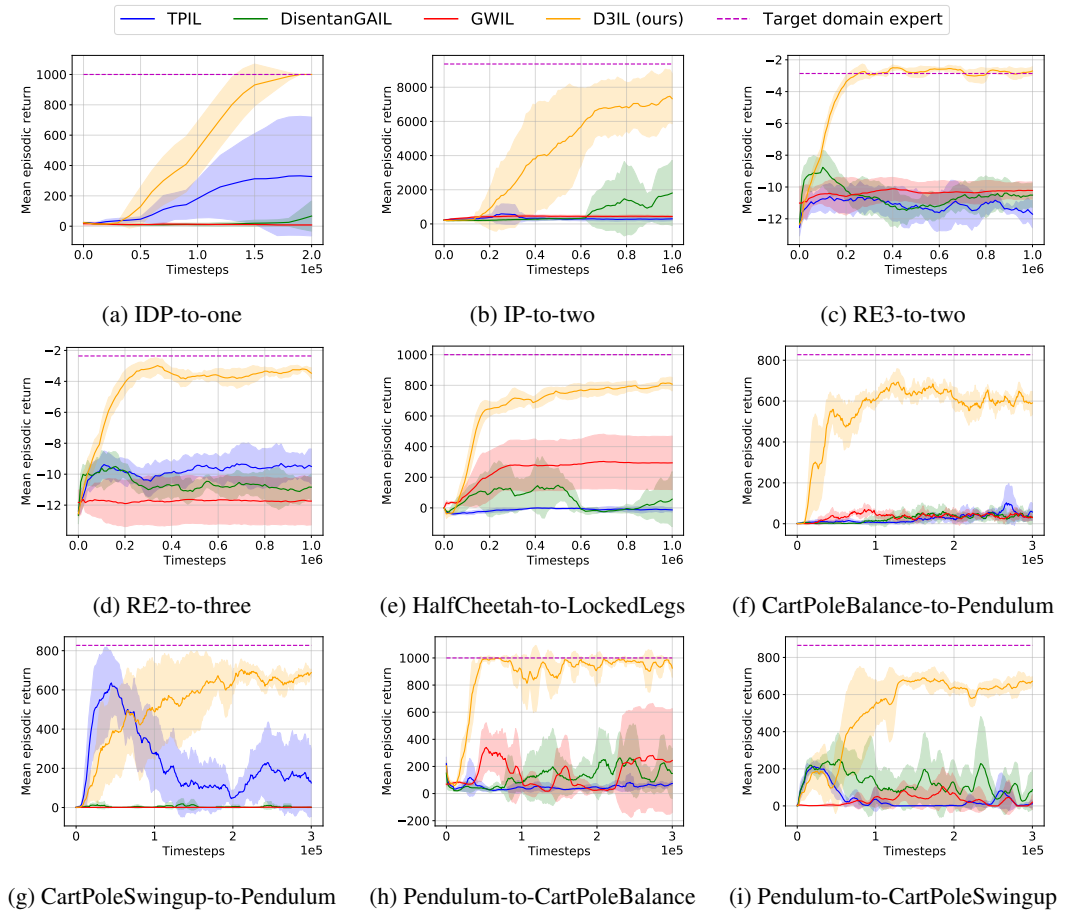 TPIL DisentanGAIL GWIL D3IL (ours) Target domain expert
Mean episodic return
1000
800
600
400
200
0
0.0 0.5 1.0 1.5 2.0
Timesteps 1e5
(a) IDP-to-one
Mean episodic return
8000
6000
4000
2000
0
0.0 0.2 0.4 0.6 0.8 1.0
Timesteps 1e6
(b) IP-to-two
Mean episodic return
−2
−4
−6
−8
−10
−12
0.0 0.2 0.4 0.6 0.8 1.0
Timesteps 1e6
(c) RE3-to-two
Mean episodic return
−2
−4
−6
−8
−10
−12
0.0 0.2 0.4 0.6 0.8 1.0
Timesteps 1e6
(d) RE2-to-three
Mean episodic return
1000
800
600
400
200
0
0.0 0.2 0.4 0.6 0.8 1.0
Timesteps 1e6
(e) HalfCheetah-to-LockedLegs
Mean episodic return
800
600
400
200
0
0 1 2 3
Timesteps 1e5
(f) CartPoleBalance-to-Pendulum
Mean episodic return
800
600
400
200
0
0 1 2 3
Timesteps 1e5
(g) CartPoleSwingup-to-Pendulum
Mean episodic return
1000
800
600
400
200
0
−200
0 1 2 3
Timesteps 1e5
(h) Pendulum-to-CartPoleBalance
Mean episodic return
800
600
400
200
0
0 1 2 3
Timesteps 1e5
(i) Pendulum-to-CartPoleSwingup